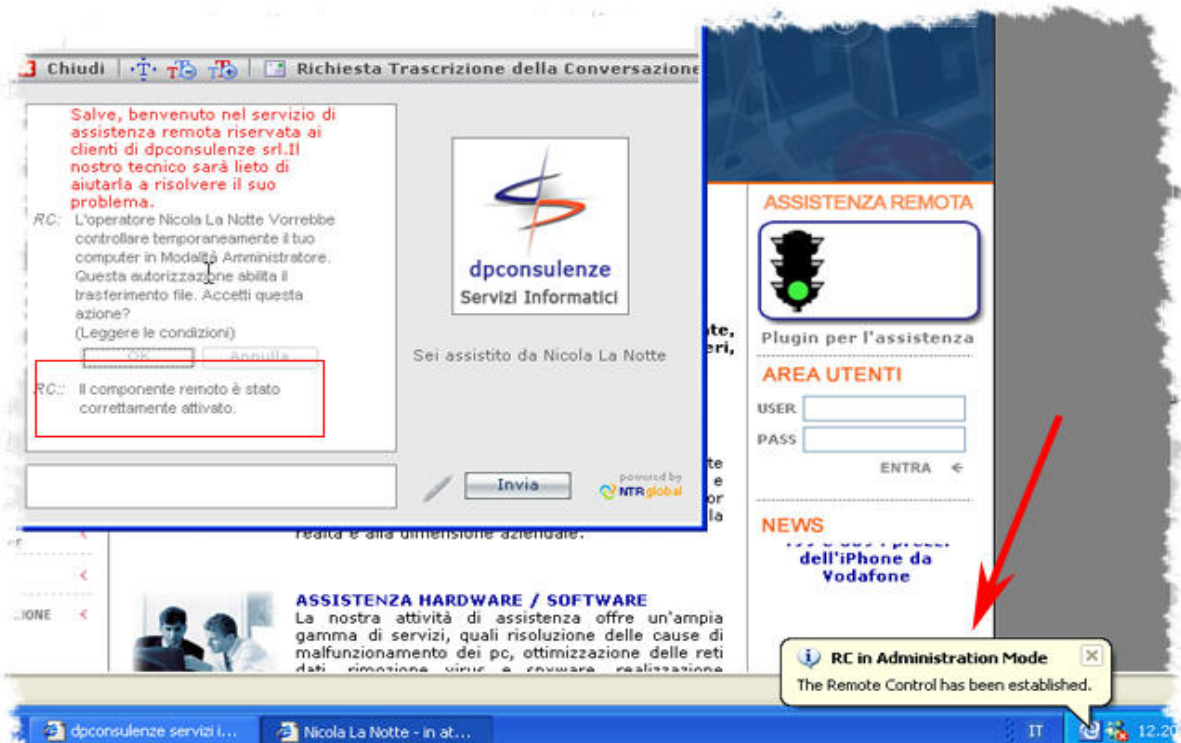 Chiudi
Richiesta Trascrizione della Conversazione
Salve, benvenuto nel
servizio di
assistenza remota riservata ai
clienti di dpconsulenze srl.Il
nostro tecnico sarà lieto di
aiutarla a risolvere il suo
problema.
RC: L'operatore Nicola La Notte Vorrebbe
controllare temporaneamente il tuo
computer in Modalità Amministratore.
Questa autorizzazione abilita il
trasferimento file. Accetti questa
azione?
(Leggere le condizioni)
OK Annulla
RC:: Il componente remoto è stato
correttamente attivato.
dpconsulenze
Servizi Informatici
Sei assistito da Nicola La Notte
Invia
powered by
NTRglobal
ASSISTENZA REMOTA
Plugin per l'assistenza
AREA UTENTI
USER
PASS
ENTRA
NEWS
dell'iPhone da
Vodafone
realtà e alla dimensione aziendale.
ASSISTENZA HARDWARE / SOFTWARE
La nostra attività di assistenza offre un'ampia
gamma di servizi, quali risoluzione delle cause di
malfunzionamento dei pc, ottimizzazione delle reti
dati, rimozione virus e spyware, realizzazione
RC in Administration Mode
The Remote Control has been established.
dpconsulenze servizi i...
Nicola La Notte - in at...
IT
12.20